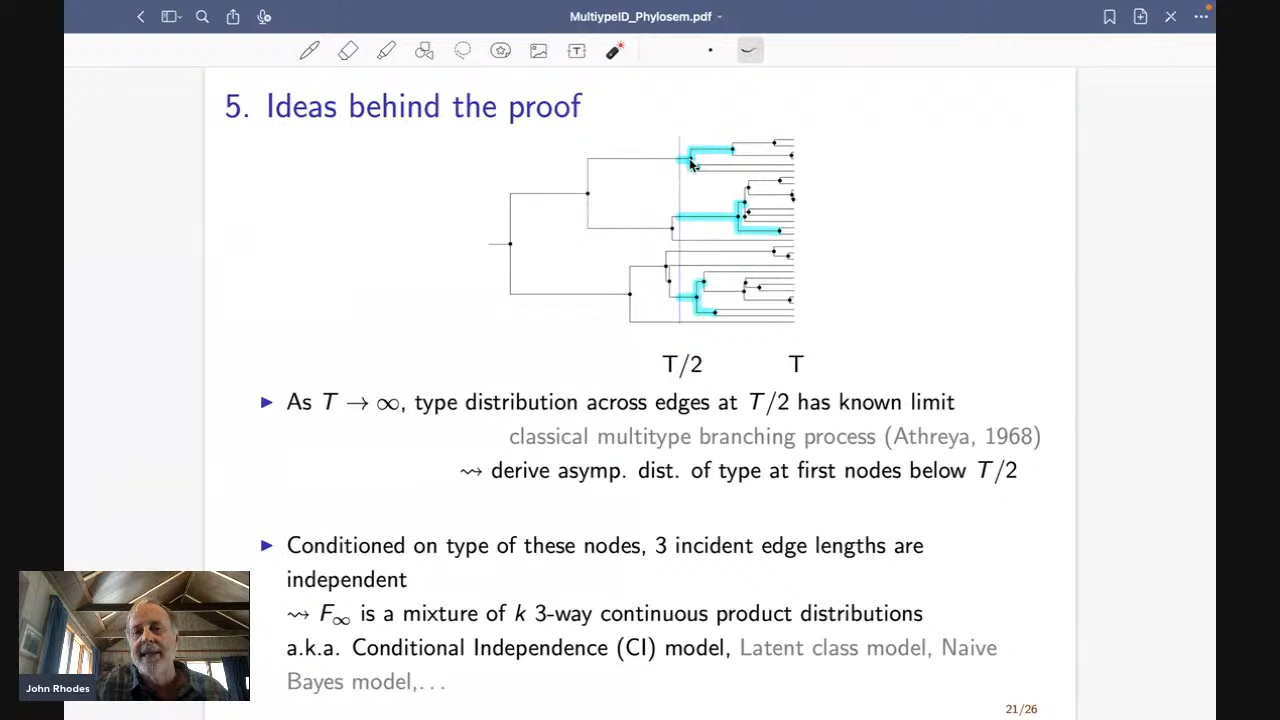 MultiypeID_Phylosem.pdf
5. Ideas behind the proof
T/2 T
▶ As T → ∞, type distribution across edges at T/2 has known limit
classical multitype branching process (Athreya, 1968)
⇝ derive asymp. dist. of type at first nodes below T/2
▶ Conditioned on type of these nodes, 3 incident edge lengths are
independent
⇝ F∞ is a mixture of k 3-way continuous product distributions
a.k.a. Conditional Independence (CI) model, Latent class model, Naive
Bayes model,...
John Rhodes
21/26